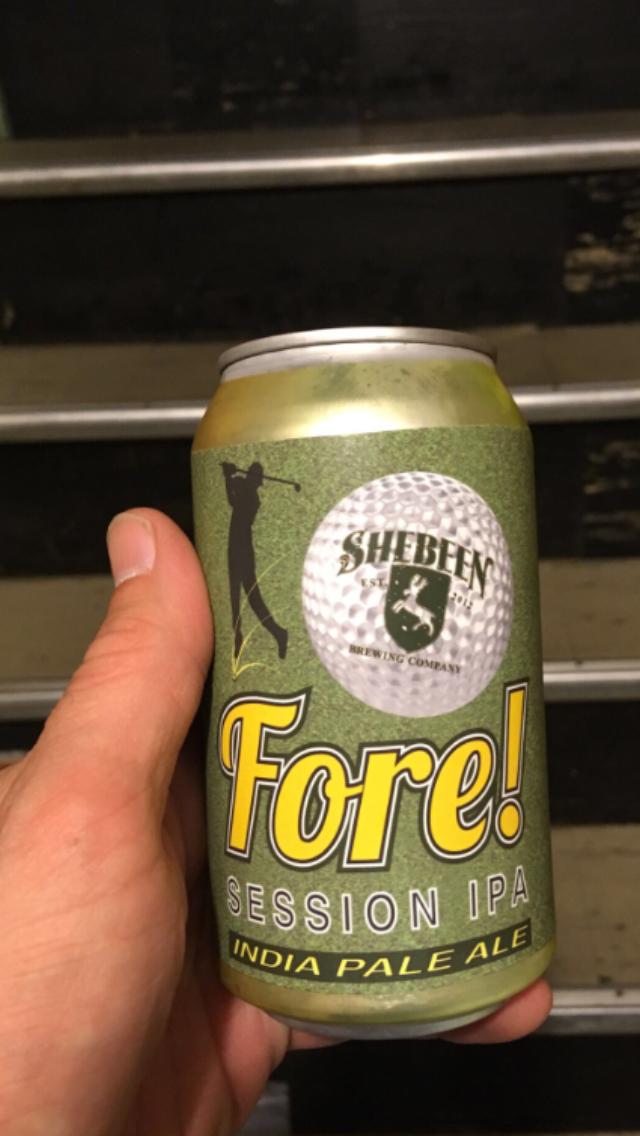 SHEBEEN
EST. 2012
BREWING COMPANY
Fore!
SESSION IPA
INDIA PALE ALE